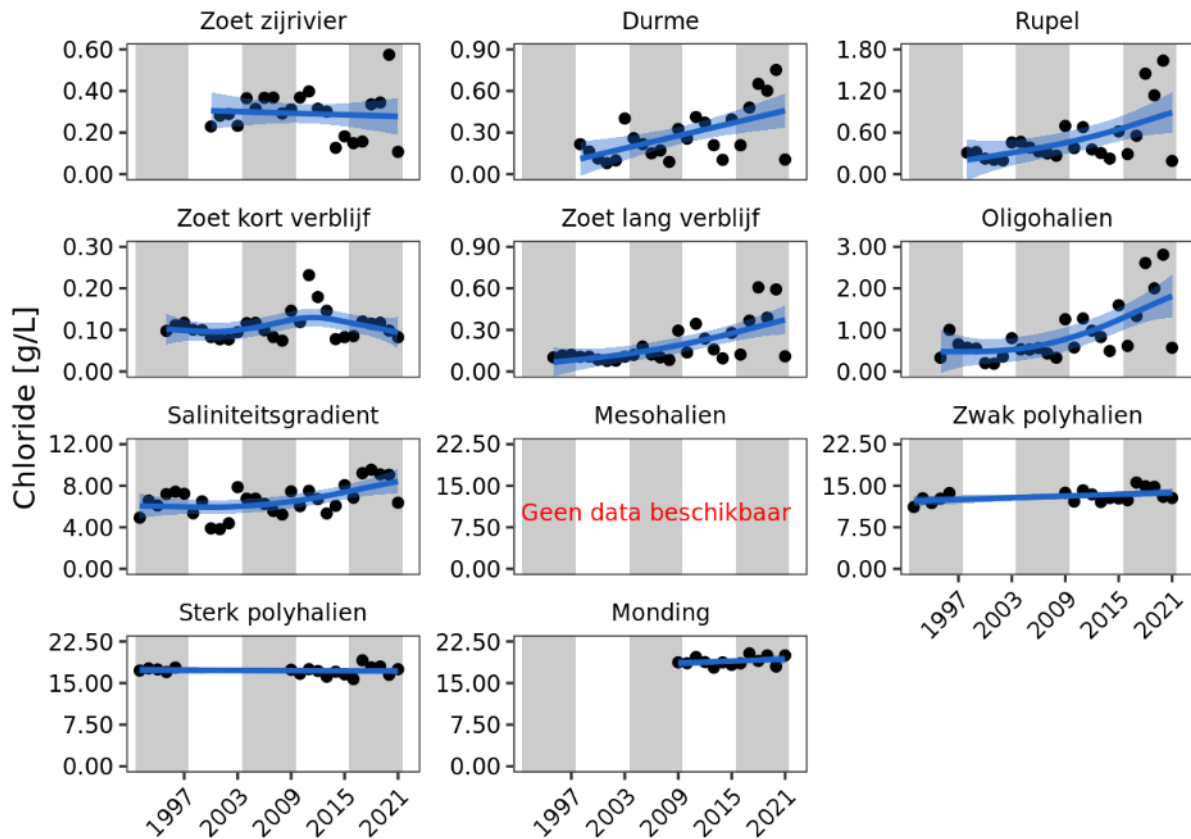 Zoet zijrivier Durme Rupel
0.60 0.90 1.80
0.40 0.60 1.20
0.20 0.30 0.60
0.00 0.00 0.00
Zoet kort verblijf Zoet lang verblijf Oligohalien
0.30 0.90 3.00
0.20 0.60 2.00
0.10 0.30 1.00
0.00 0.00 0.00
Chloride [g/L]
Saliniteitsgradient Mesohalien Zwak polyhalien
12.00 22.50 22.50
8.00 15.00 15.00
Geen data beschikbaar
4.00 7.50 7.50
0.00 0.00 0.00
1997 2003 2009 2015 2021
Sterk polyhalien Monding
22.50 22.50
15.00 15.00
7.50 7.50
0.00 0.00
1997 2003 2009 2015 2021 1997 2003 2009 2015 2021